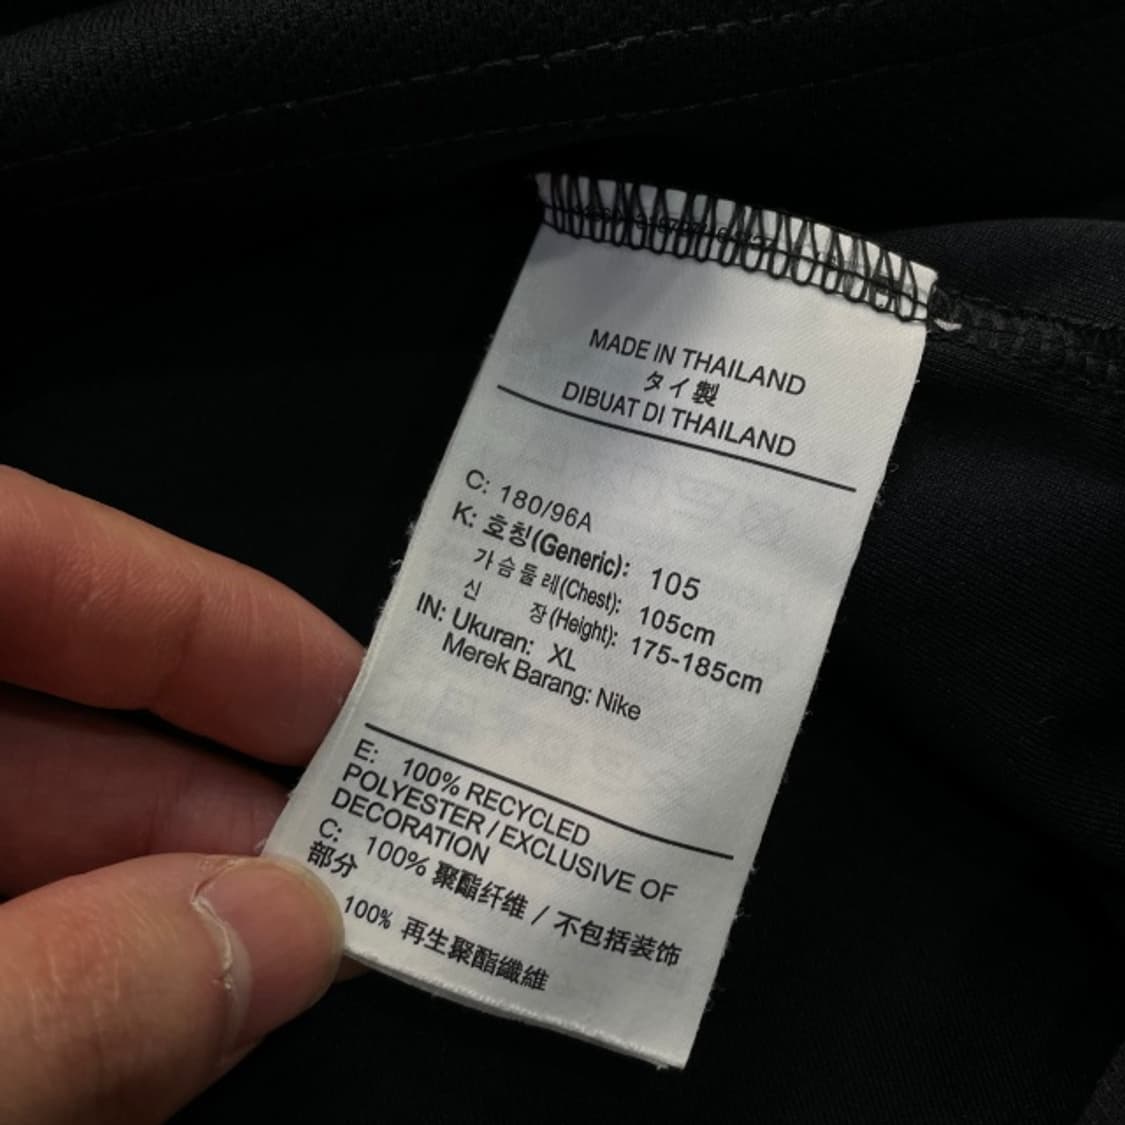 MADE IN THAILAND
タイ製
DIBUAT DI THAILAND
C: 180/96A
K: 호칭(Generic): 105
가슴둘레(Chest): 105cm
신 장(Height): 175-185cm
IN: Ukuran: XL
Merek Barang: Nike
E: 100% RECYCLED
POLYESTER / EXCLUSIVE OF
DECORATION
C: 100% 聚酯纤维 / 不包括装饰
部分
100% 再生聚酯纖維